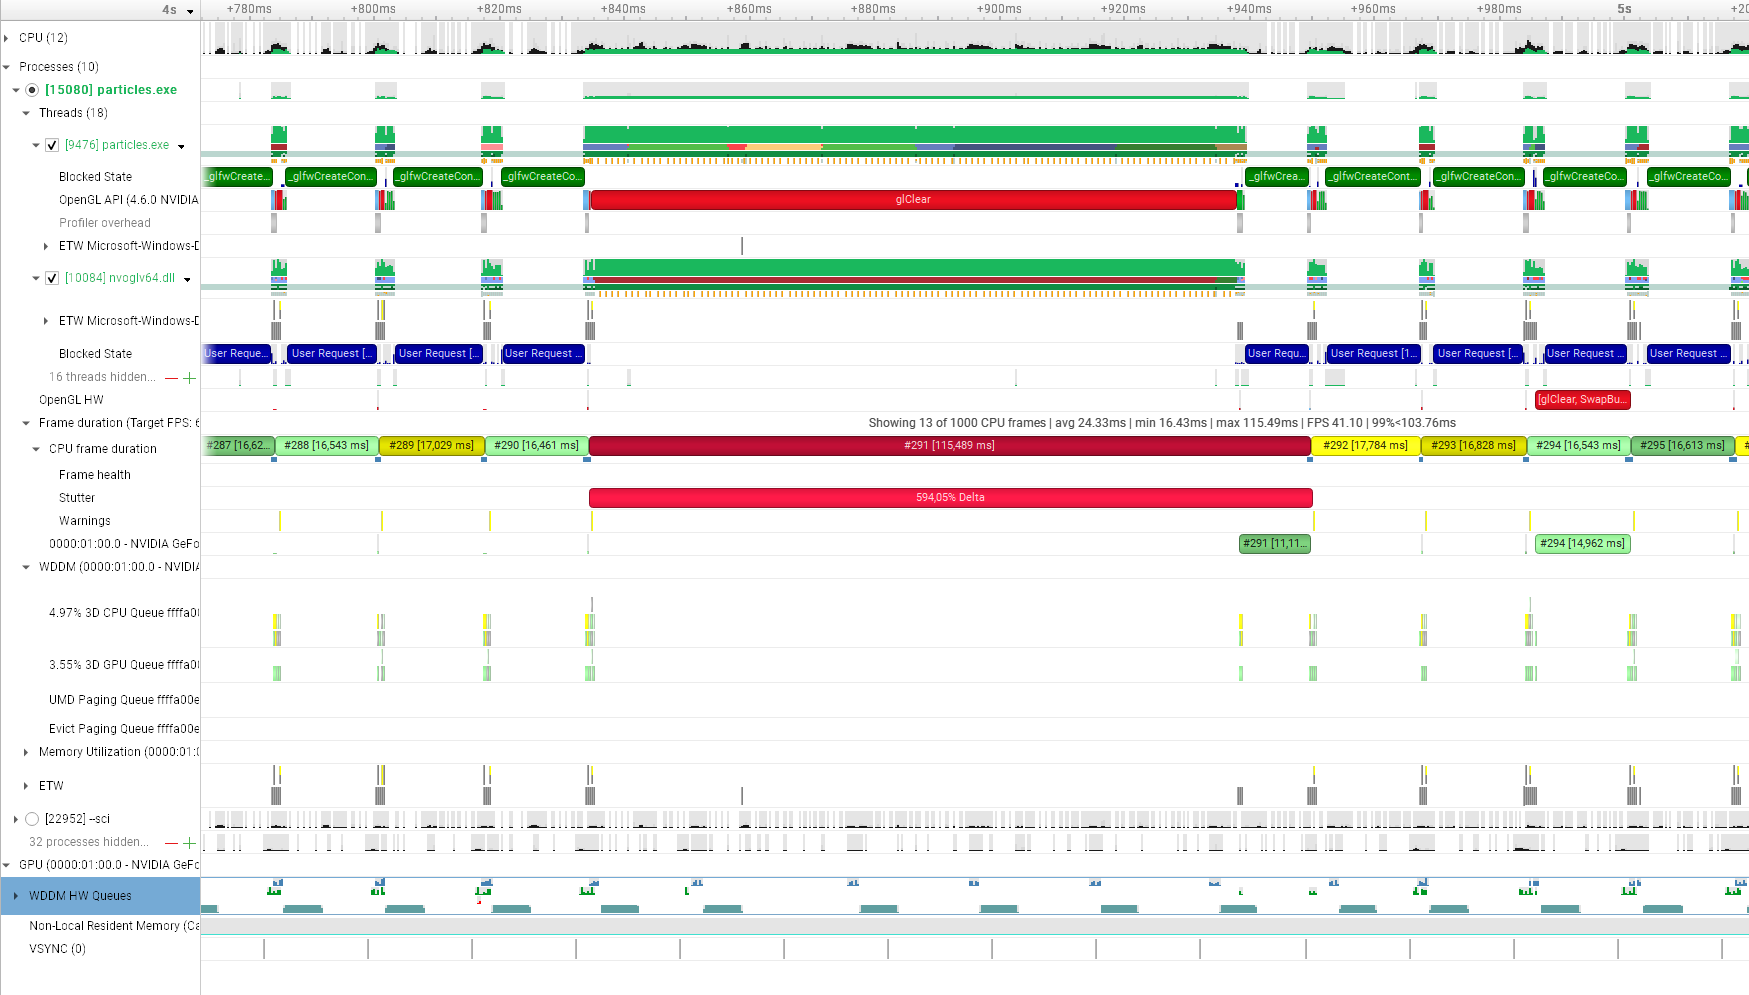 4s +780ms +800ms +820ms +840ms +860ms +880ms +900ms +920ms +940ms +960ms +980ms 5s +20
CPU (12)
Processes (10)
[15080] particles.exe
Threads (18)
[9476] particles.exe
Blocked State _glfwCreate... _glfwCreateCon... _glfwCreateCon... _glfwCreateCo... _glfwCrea... _glfwCreateCont... _glfwCreateCon... _glfwCreateCo... _glfwCreateCo...
OpenGL API (4.6.0 NVIDIA glClear
Profiler overhead
ETW Microsoft-Windows-D
[10084] nvoglv64.dll
ETW Microsoft-Windows-D
Blocked State User Reque... User Request [... User Request [... User Request ... User Requ... User Request [1... User Request [... User Request ... User Request ...
16 threads hidden...
OpenGL HW [glClear, SwapBu...
Frame duration (Target FPS: 6 Showing 13 of 1000 CPU frames | avg 24.33ms | min 16.43ms | max 115.49ms | FPS 41.10 | 99%<103.76ms
CPU frame duration #287 [16,62... #288 [16,543 ms] #289 [17,029 ms] #290 [16,461 ms] #291 [115,489 ms] #292 [17,784 ms] #293 [16,828 ms] #294 [16,543 ms] #295 [16,613 ms] #
Frame health
Stutter 594,05% Delta
Warnings
0000:01:00.0 - NVIDIA GeFo #291 [11,11... #294 [14,962 ms]
WDDM (0000:01:00.0 - NVIDIA
4.97% 3D CPU Queue ffffa00
3.55% 3D GPU Queue ffffa00
UMD Paging Queue ffffa00e
Evict Paging Queue ffffa00e
Memory Utilization (0000:01:0
ETW
[22952] --sci
32 processes hidden...
GPU (0000:01:00.0 - NVIDIA GeFo
WDDM HW Queues
Non-Local Resident Memory (Ca
VSYNC (0)